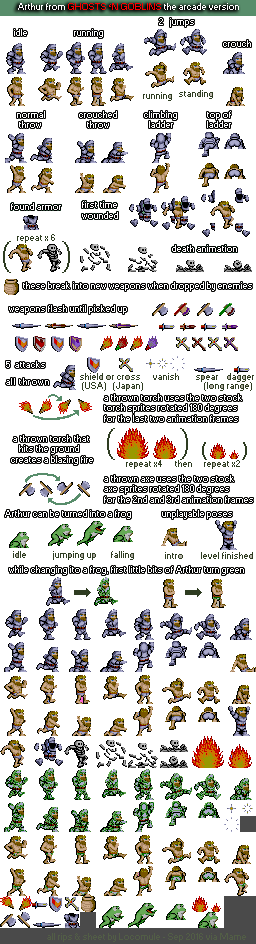 Arthur from GHOSTS 'N GOBLINS the arcade version
2 jumps
idle
running
crouch
running
standing
normal throw
crouched throw
climbing ladder
top of ladder
found armor
first time wounded
repeat x 6
death animation
these break into new weapons when dropped by enemies
weapons flash until picked up
5 attacks
all thrown
shield or cross
(USA) (Japan)
vanish
spear dagger
(long range)
a thrown torch uses the two stock
torch sprites rotated 180 degrees
for the last two animation frames
a thrown torch that
hits the ground
creates a blazing fire
repeat x4 then repeat x2
a thrown axe uses the two stock
axe sprites rotated 180 degrees
for the 2nd and 3rd animation frames
Arthur can be turned into a frog
unplayable poses
idle
jumping up
falling
intro
level finished
while changing ito a frog, first little bits of Arthur turn green